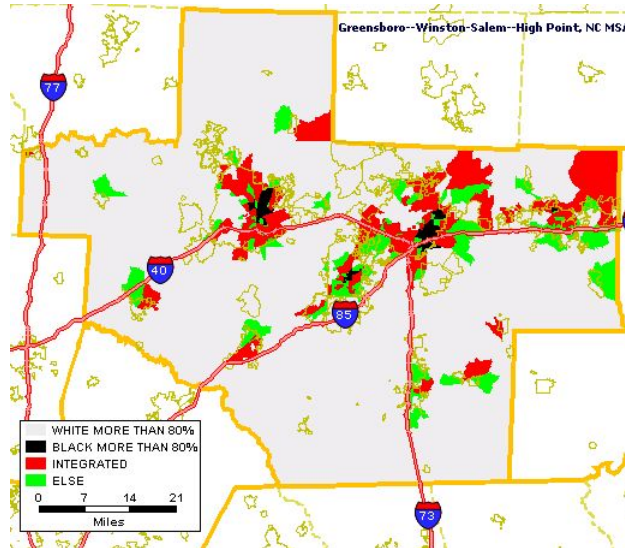 Greensboro--Winston-Salem--High Point, NC MSA
77
40
85
WHITE MORE THAN 80%
BLACK MORE THAN 80%
INTEGRATED
ELSE
0 7 14 21
Miles
73